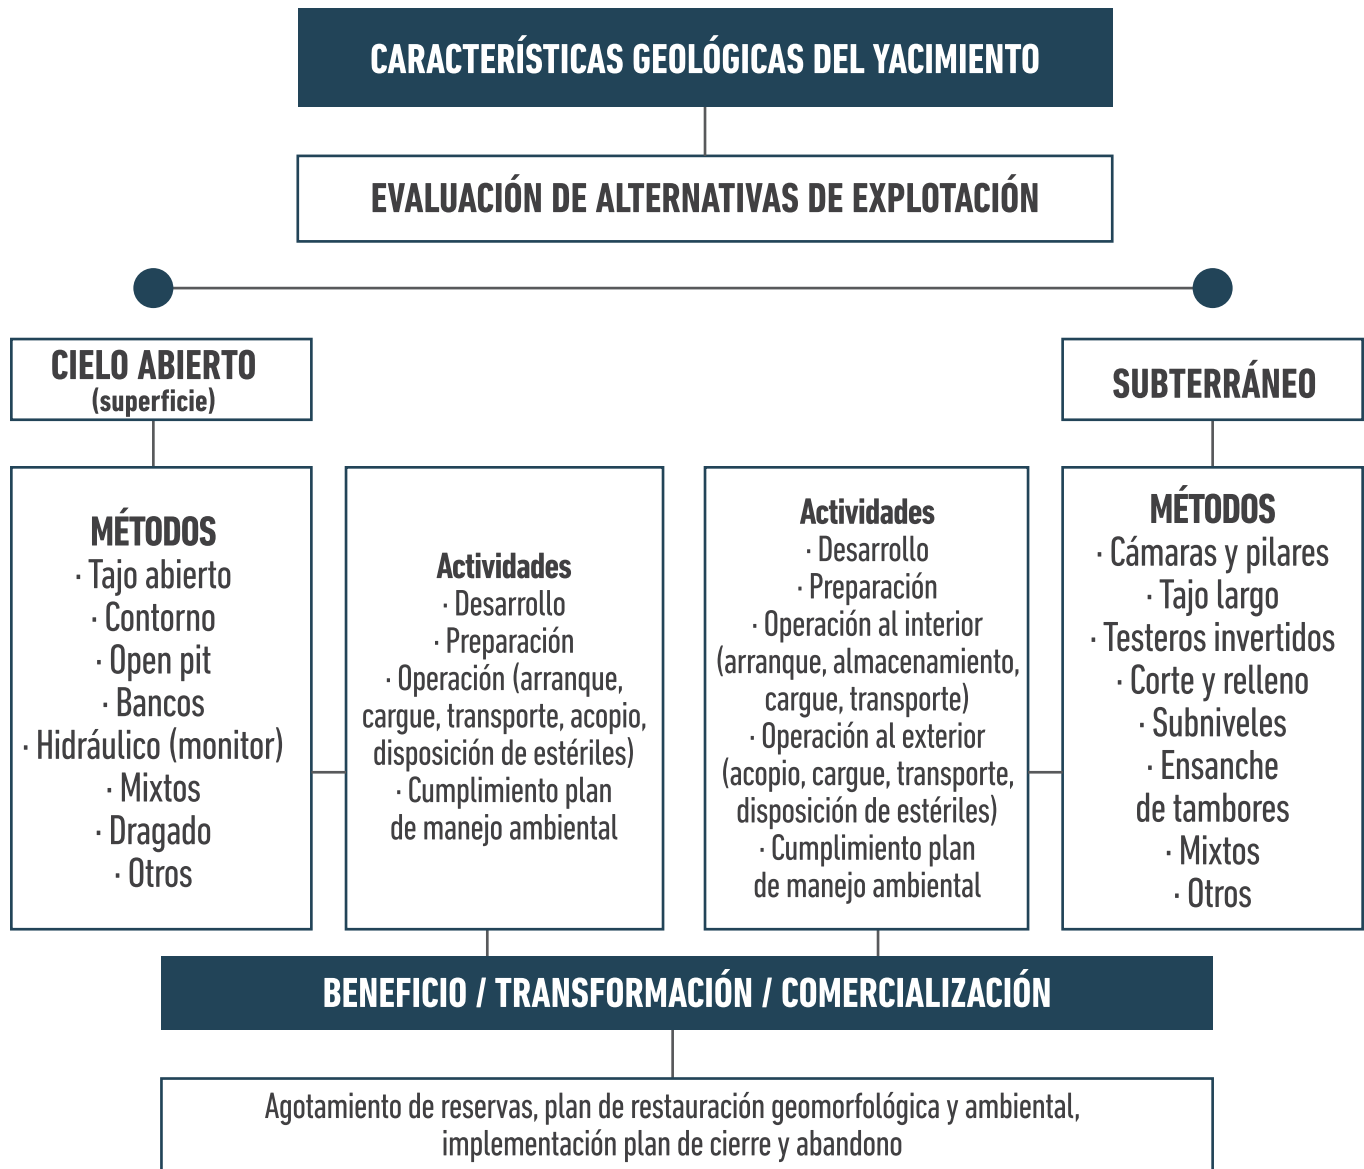 CARACTERÍSTICAS GEOLÓGICAS DEL YACIMIENTO
EVALUACIÓN DE ALTERNATIVAS DE EXPLOTACIÓN
CIELO ABIERTO
(superficie)
SUBTERRÁNEO
MÉTODOS
· Tajo abierto
· Contorno
· Open pit
· Bancos
· Hidráulico (monitor)
· Mixtos
· Dragado
· Otros
Actividades
· Desarrollo
· Preparación
· Operación (arranque,
cargue, transporte, acopio,
disposición de estériles)
· Cumplimiento plan
de manejo ambiental
Actividades
· Desarrollo
· Preparación
· Operación al interior
(arranque, almacenamiento,
cargue, transporte)
· Operación al exterior
(acopio, cargue, transporte,
disposición de estériles)
· Cumplimiento plan
de manejo ambiental
MÉTODOS
· Cámaras y pilares
· Tajo largo
· Testeros invertidos
· Corte y relleno
· Subniveles
· Ensanche
de tambores
· Mixtos
· Otros
BENEFICIO / TRANSFORMACIÓN / COMERCIALIZACIÓN
Agotamiento de reservas, plan de restauración geomorfológica y ambiental,
implementación plan de cierre y abandono